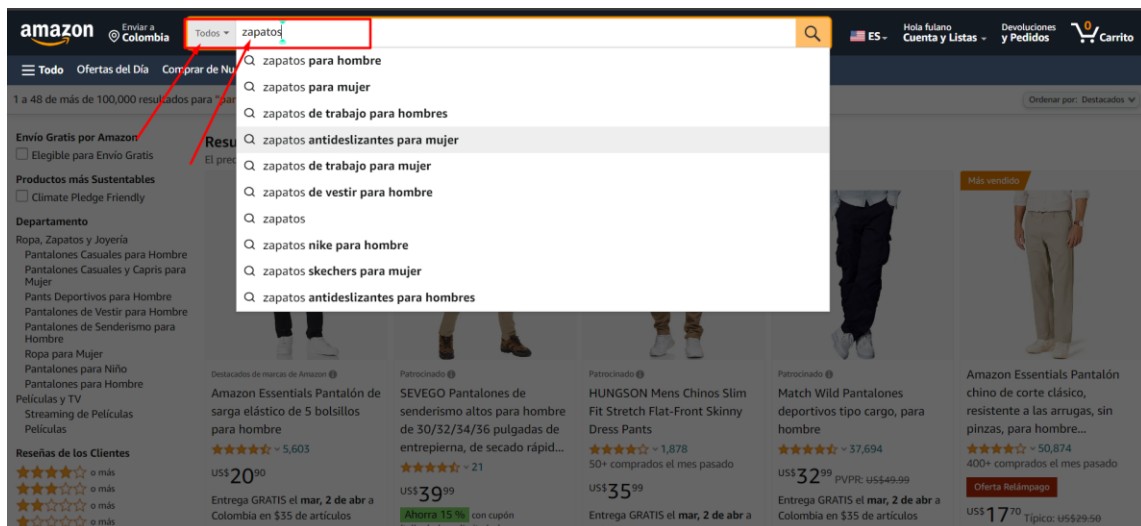 amazon
Enviar a
Colombia
Todos
zapatos
ES
Hola fulano
Cuenta y Listas
Devoluciones
y Pedidos
0
Carrito
Todo
Ofertas del Día
Comprar de Nu
1 a 48 de más de 100,000 resultados para "par
Ordenar por: Destacados
zapatos para hombre
zapatos para mujer
zapatos de trabajo para hombres
zapatos antideslizantes para mujer
zapatos de trabajo para mujer
zapatos de vestir para hombre
zapatos
zapatos nike para hombre
zapatos skechers para mujer
zapatos antideslizantes para hombres
Envío Gratis por Amazon
Elegible para Envío Gratis
Productos más Sustentables
Climate Pledge Friendly
Departamento
Ropa, Zapatos y Joyería
Pantalones Casuales para Hombre
Pantalones Casuales y Capris para
Mujer
Pants Deportivos para Hombre
Pantalones de Vestir para Hombre
Pantalones de Senderismo para
Hombre
Ropa para Mujer
Pantalones para Niño
Pantalones para Hombre
Películas y TV
Streaming de Películas
Películas
Reseñas de los Clientes
o más
o más
o más
o más
Resu
El prec
Destacados de marcas de Amazon
Amazon Essentials Pantalón de
sarga elástico de 5 bolsillos
para hombre
5,603
US$2090
Entrega GRATIS el mar, 2 de abr a
Colombia en $35 de artículos
Patrocinado
SEVEGO Pantalones de
senderismo altos para hombre
de 30/32/34/36 pulgadas de
entrepierna, de secado rápid...
21
US$3999
Ahorra 15 % con cupón
Patrocinado
HUNGSON Mens Chinos Slim
Fit Stretch Flat-Front Skinny
Dress Pants
1,878
50+ comprados el mes pasado
US$3599
Entrega GRATIS el mar, 2 de abr a
Patrocinado
Match Wild Pantalones
deportivos tipo cargo, para
hombre
37,694
US$3299 PVPR: US$49.99
Entrega GRATIS el mar, 2 de abr a
Colombia en $35 de artículos
Más vendido
Amazon Essentials Pantalón
chino de corte clásico,
resistente a las arrugas, sin
pinzas, para hombre...
50,874
400+ comprados el mes pasado
Oferta Relámpago
US$1770 Típico: US$29.50